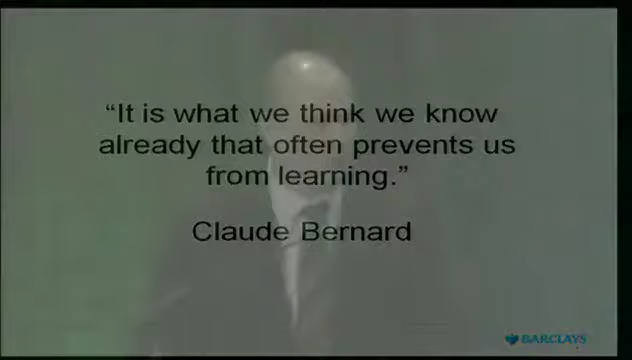 “It is what we think we know
already that often prevents us
from learning.”
Claude Bernard
BARCLAYS